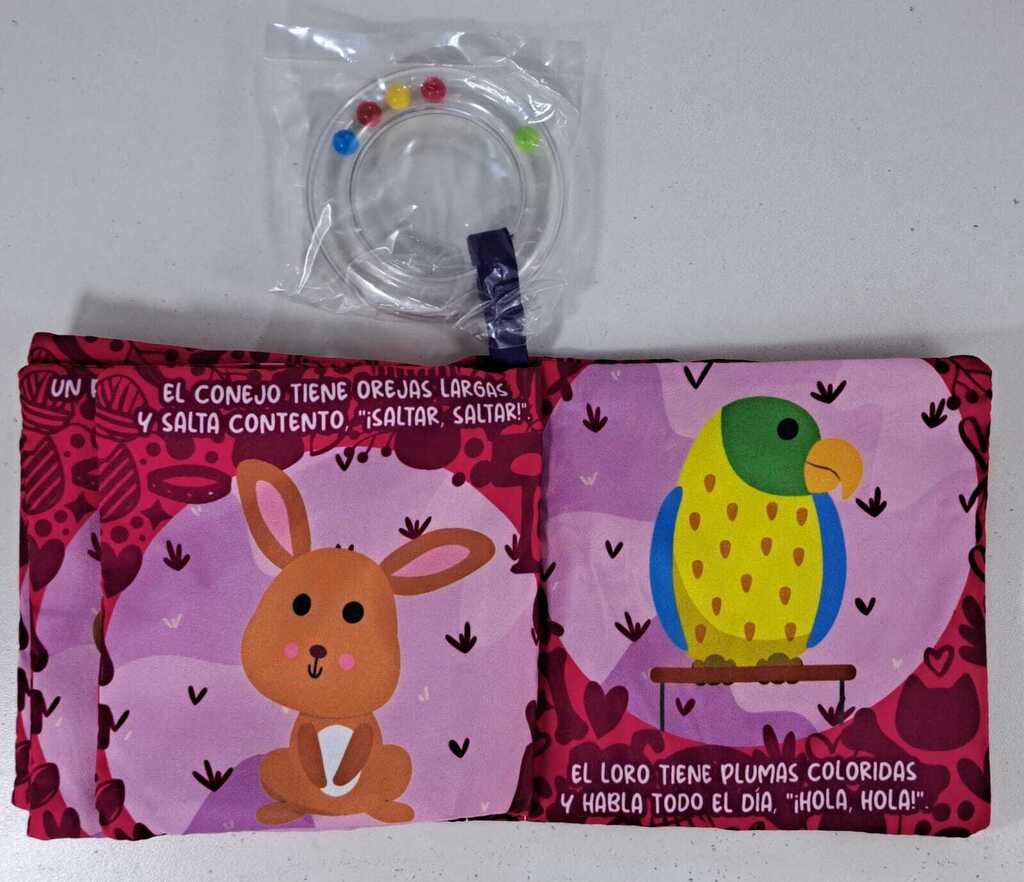 UN
EL CONEJO TIENE OREJAS LARGAS
Y SALTA CONTENTO, "¡SALTAR, SALTAR!".
EL LORO TIENE PLUMAS COLORIDAS
Y HABLA TODO EL DÍA, "¡HOLA, HOLA!".